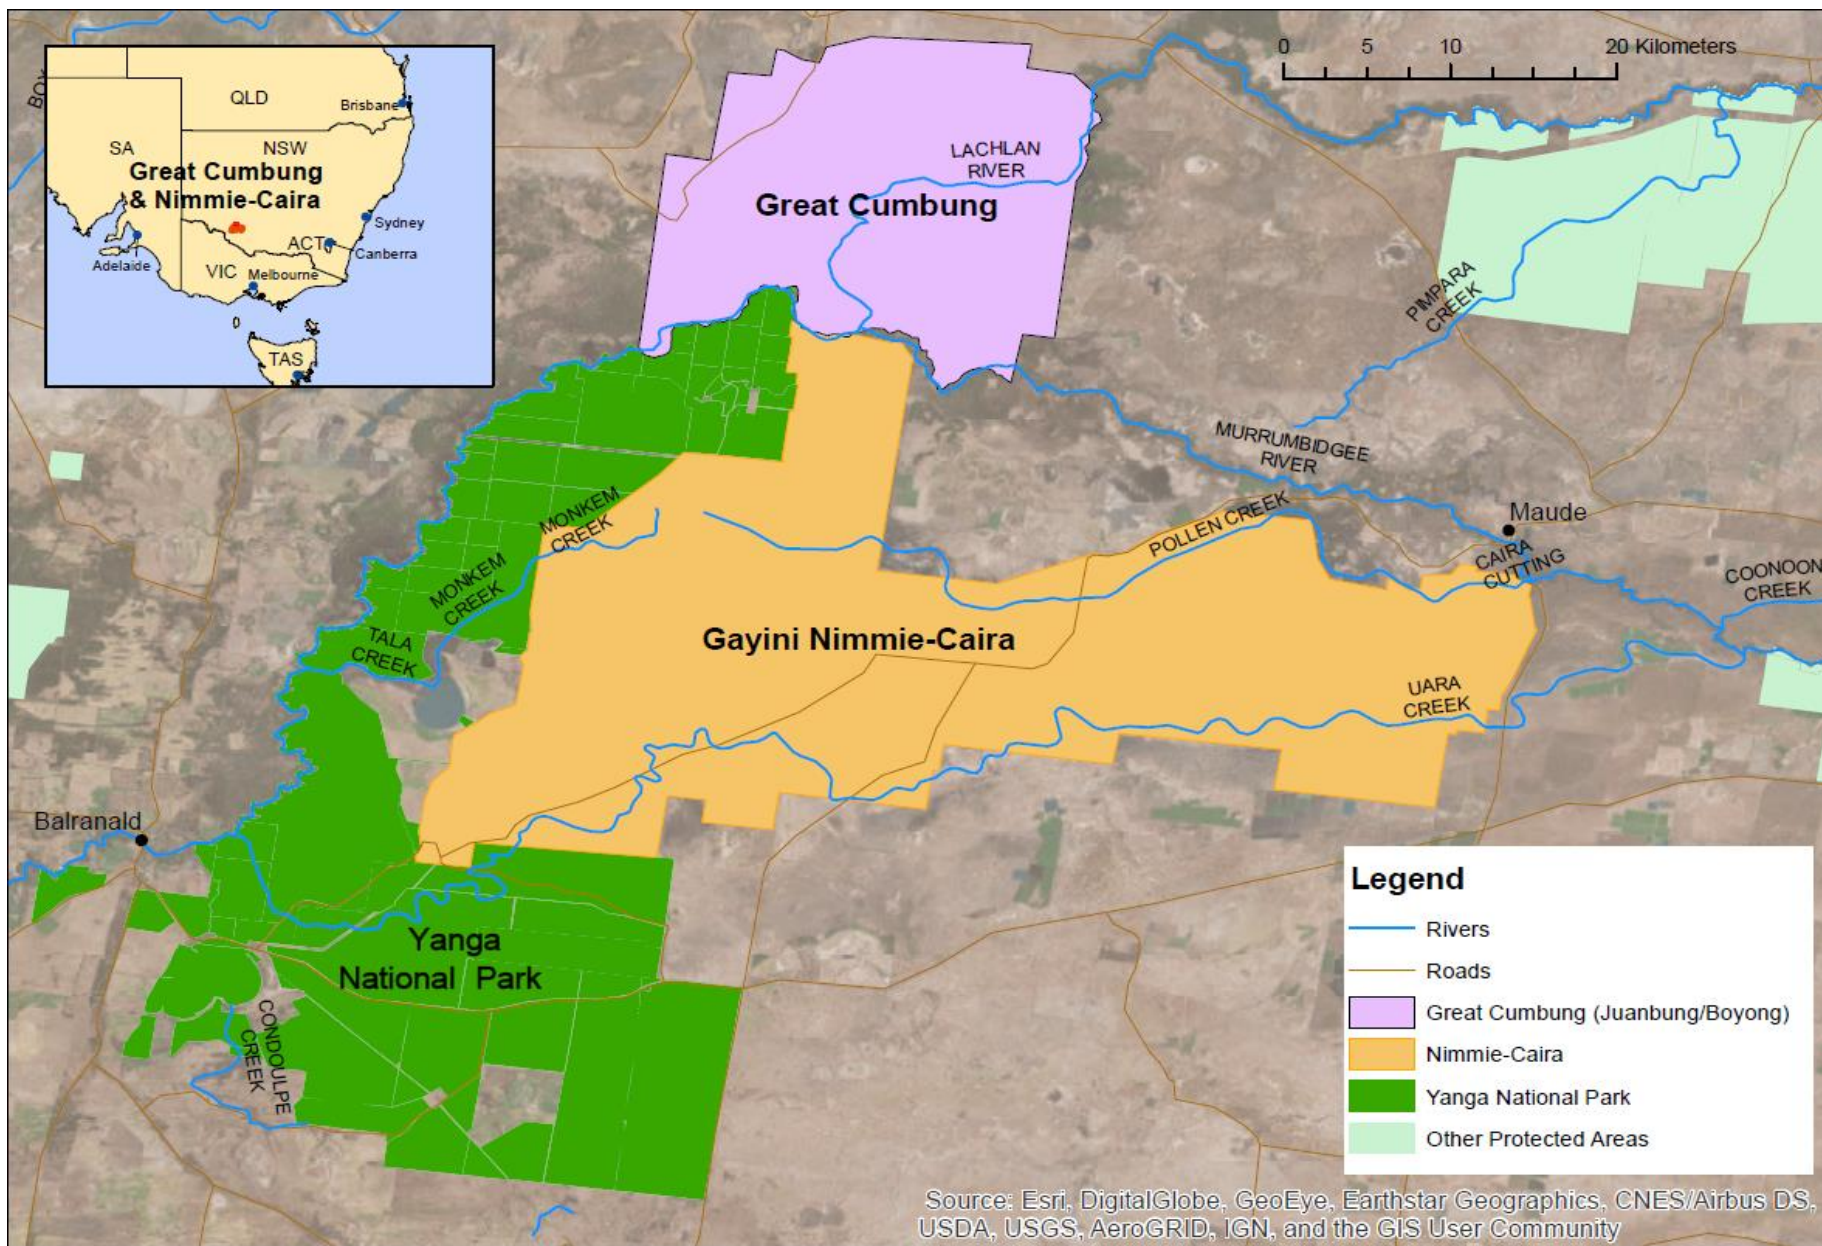 BOX
QLD
Brisbane
SA
NSW
Great Cumbung
& Nimmie-Caira
Sydney
ACT
Canberra
Adelaide
VIC
Melbourne
TAS
0 5 10 20 Kilometers
LACHLAN
RIVER
Great Cumbung
PIMPARA
CREEK
MURRUMBIDGEE
RIVER
MONKEM
CREEK
POLLEN CREEK
Maude
CAIRA
CUTTING
COONOON
CREEK
MONKEM
CREEK
TALA
CREEK
Gayini Nimmie-Caira
UARA
CREEK
Balranald
Yanga
National Park
CONDOULPE
CREEK
Legend
Rivers
Roads
Great Cumbung (Juanbung/Boyong)
Nimmie-Caira
Yanga National Park
Other Protected Areas
Source: Esri, DigitalGlobe, GeoEye, Earthstar Geographics, CNES/Airbus DS,
USDA, USGS, AeroGRID, IGN, and the GIS User Community